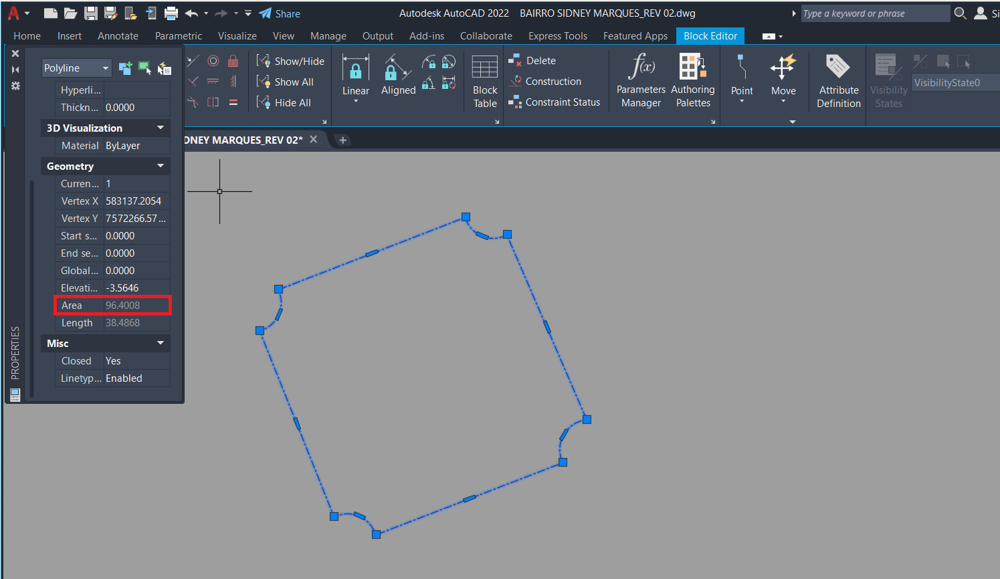 Share
Autodesk AutoCAD 2022 BAIRRO SIDNEY MARQUES_REV 02.dwg
Type a keyword or phrase
Si
Home Insert Annotate Parametric Visualize View Manage Output Add-ins Collaborate Express Tools Featured Apps Block Editor
Polyline
Hyperli...
Thickn... 0.0000
3D Visualization
Material ByLayer
Geometry
Curren... 1
Vertex X 583137.2054
Vertex Y 7572266.57...
Start s... 0.0000
End se... 0.0000
Global... 0.0000
Elevati... -3.5646
Area 96.4008
Length 38.4868
Misc
Closed Yes
Linetyp... Enabled
PROPERTIES
Show/Hide
Show All
Hide All
Linear
Aligned
Block
Table
Delete
Construction
Constraint Status
f(x)
Parameters
Manager
Authoring
Palettes
Point
Move
Attribute
Definition
Visibility
States
VisibilityState0
DNEY MARQUES_REV 02*